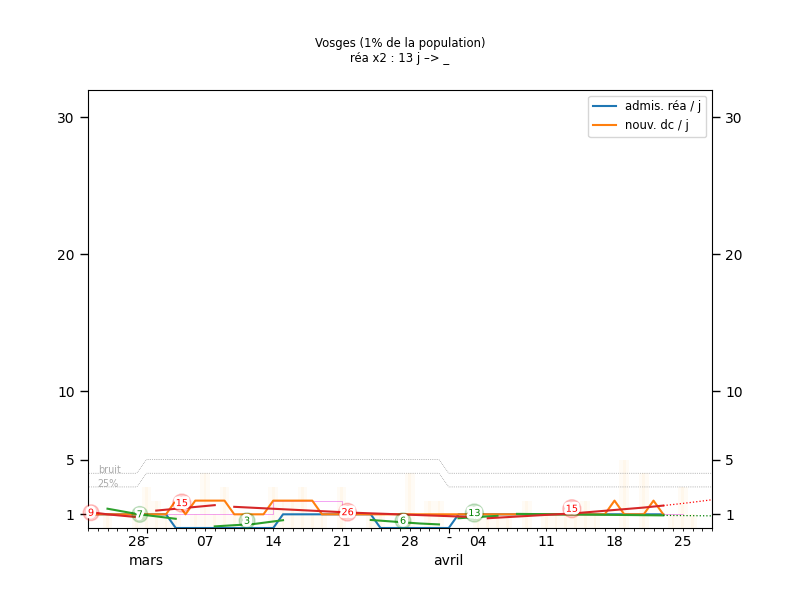 Vosges (1% de la population)
réa x2 : 13 j –> _
admis. réa / j
nouv. dc / j
30 30
20 20
10 10
5 5
1 1
bruit
25%
9 7 15 3 26 6 13 15
28 07 14 21 28 04 11 18 25
mars avril